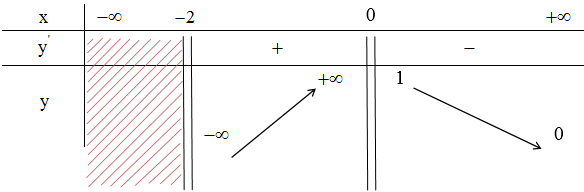 x −∞ −2 0 +∞
y' + −
y +∞ 1
−∞ 0